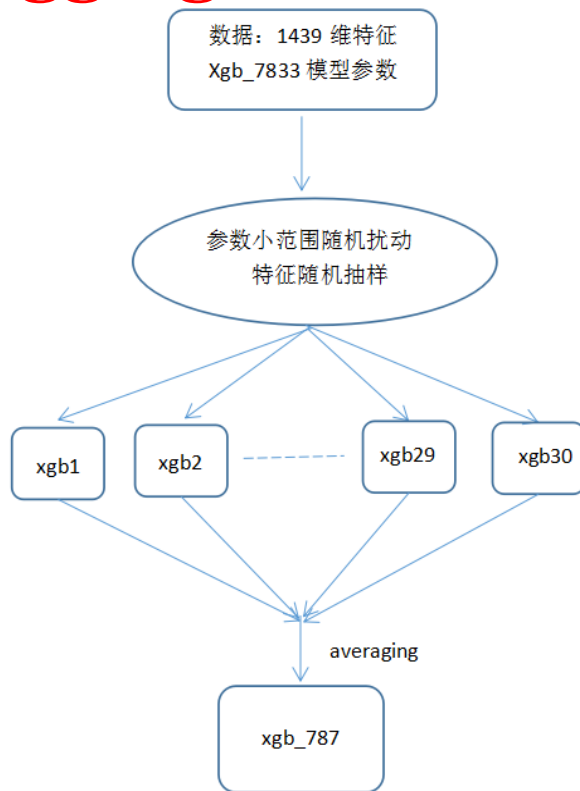 数据：1439 维特征
Xgb_7833 模型参数
参数小范围随机扰动
特征随机抽样
xgb1
xgb2
xgb29
xgb30
averaging
xgb_787